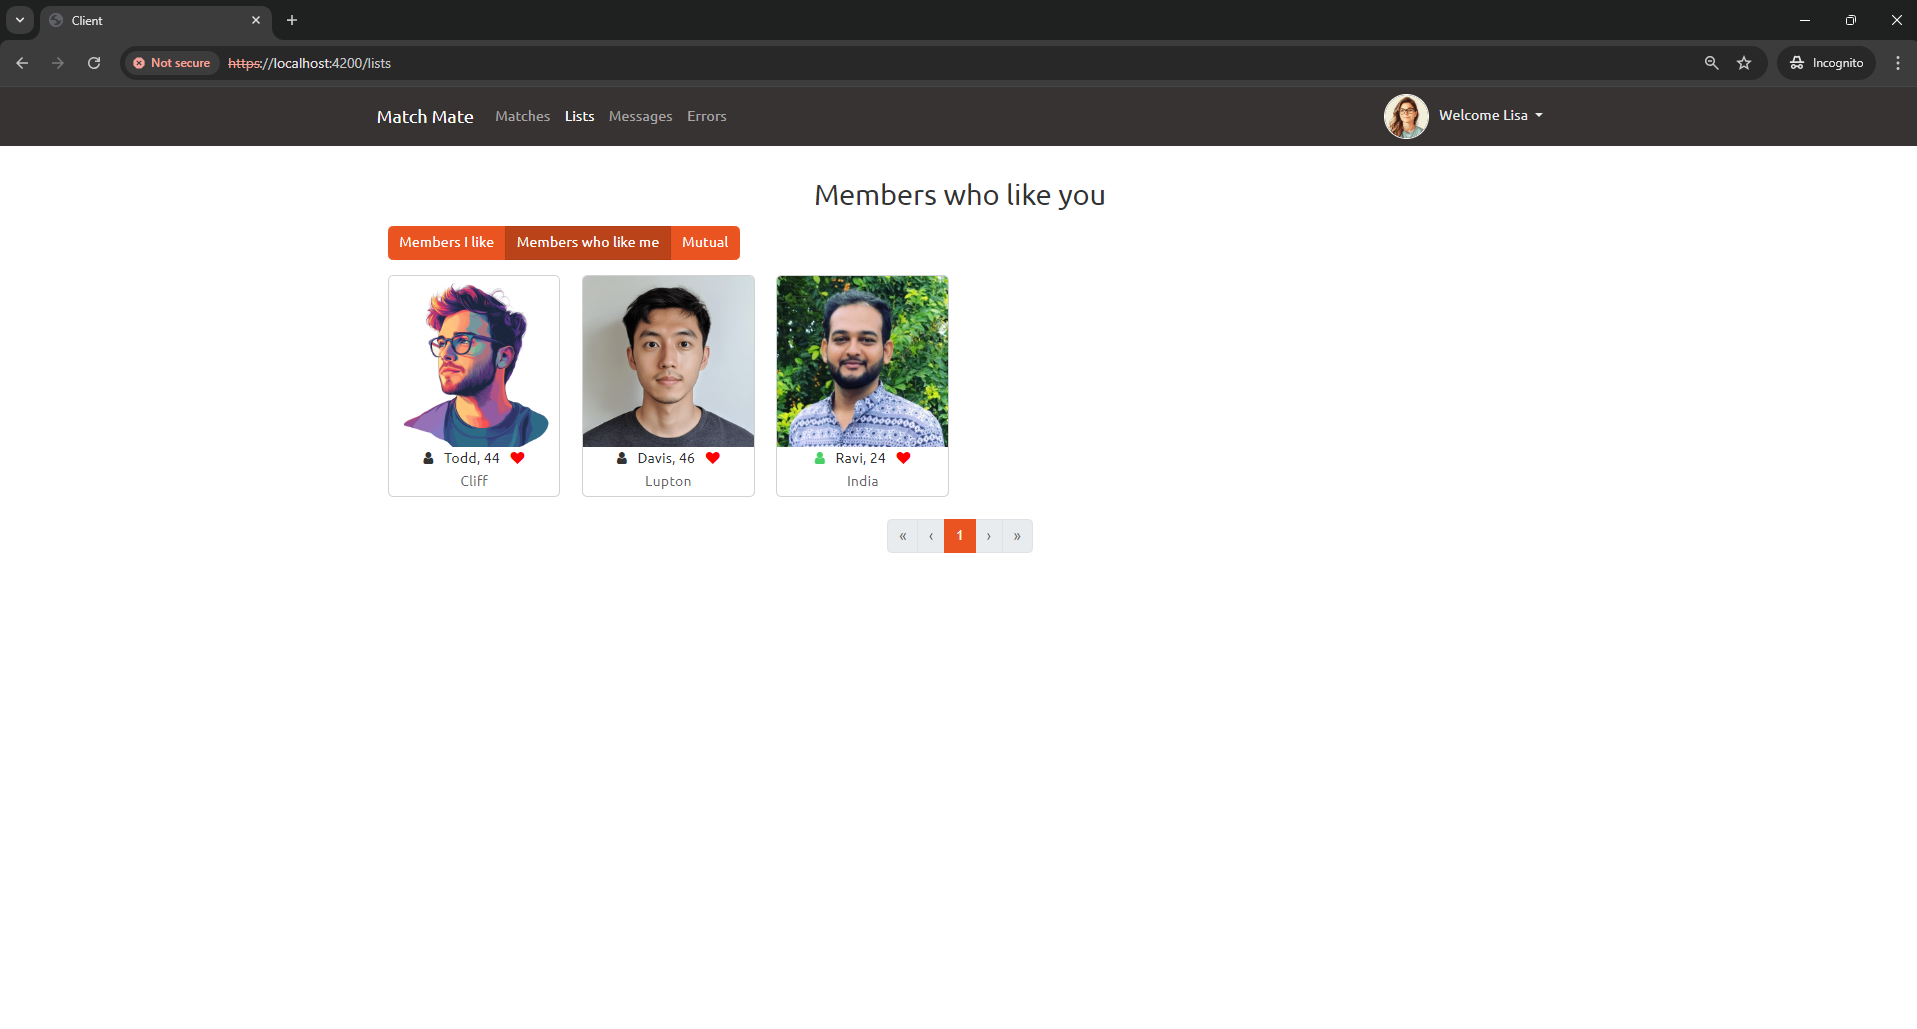 Client
Not secure https://localhost:4200/lists Incognito
Match Mate Matches Lists Messages Errors Welcome Lisa
Members who like you
Members I like Members who like me Mutual
Todd, 44 Davis, 46 Ravi, 24
Cliff Lupton India
« ‹ 1 › »